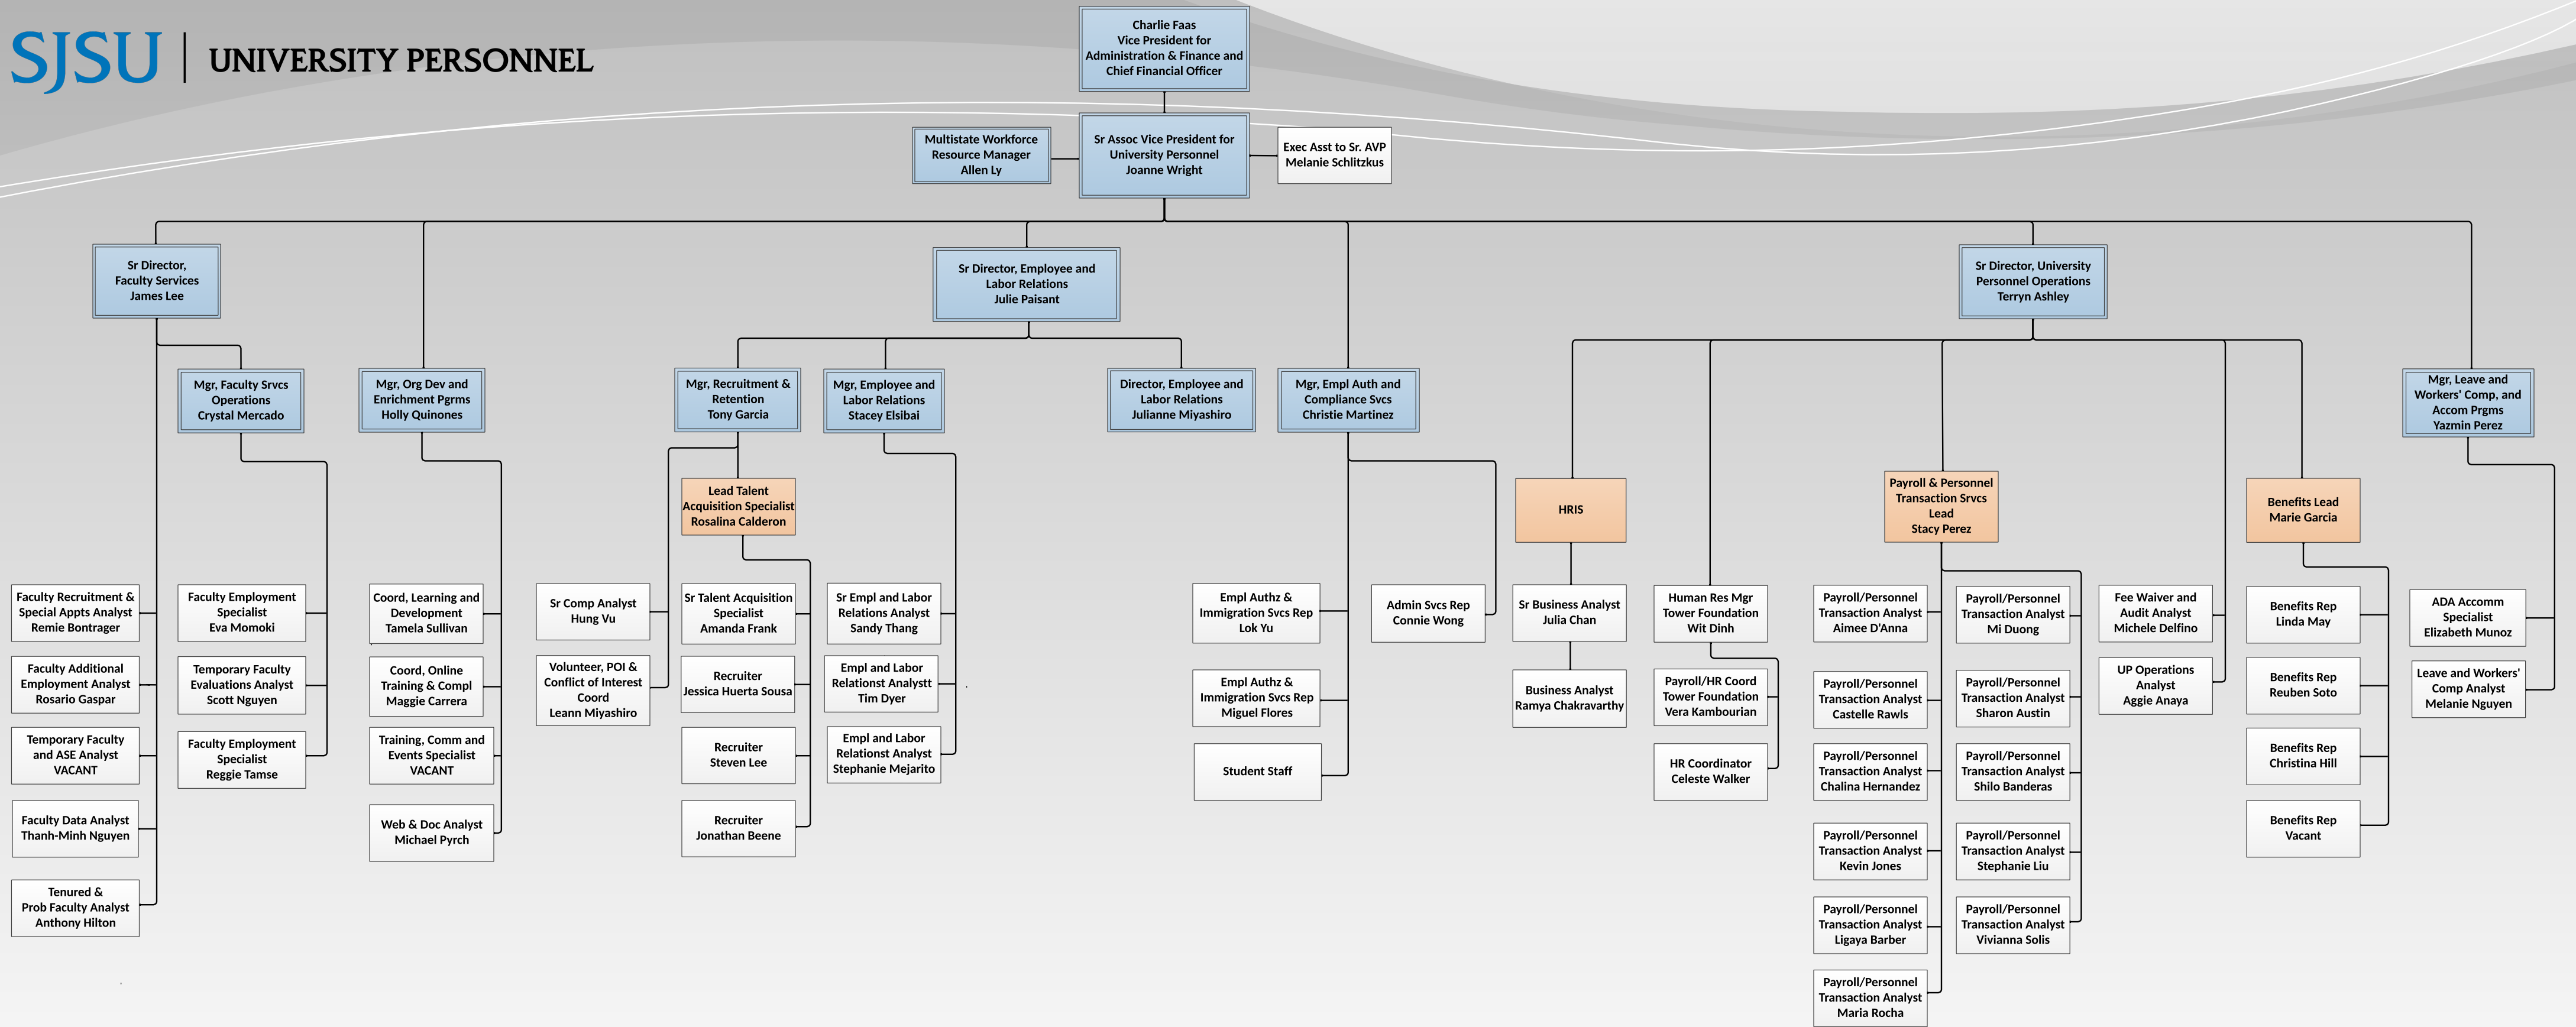 SJSU
UNIVERSITY PERSONNEL
Charlie Faas
Vice President for
Administration & Finance and
Chief Financial Officer
Multistate Workforce
Resource Manager
Allen Ly
Sr Assoc Vice President for
University Personnel
Joanne Wright
Exec Asst to Sr. AVP
Melanie Schlitzkus
Sr Director,
Faculty Services
James Lee
Sr Director, Employee and
Labor Relations
Julie Paisant
Sr Director, University
Personnel Operations
Terryn Ashley
Mgr, Faculty Srvcs
Operations
Crystal Mercado
Mgr, Org Dev and
Enrichment Pgrms
Holly Quinones
Mgr, Recruitment &
Retention
Tony Garcia
Mgr, Employee and
Labor Relations
Stacey Elsibai
Director, Employee and
Labor Relations
Julianne Miyashiro
Mgr, Empl Auth and
Compliance Svcs
Christie Martinez
Mgr, Leave and
Workers' Comp, and
Accom Prgms
Yazmin Perez
Lead Talent
Acquisition Specialist
Rosalina Calderon
HRIS
Payroll & Personnel
Transaction Srvcs
Lead
Stacy Perez
Benefits Lead
Marie Garcia
Faculty Recruitment &
Special Appts Analyst
Remie Bontrager
Faculty Additional
Employment Analyst
Rosario Gaspar
Temporary Faculty
and ASE Analyst
VACANT
Faculty Data Analyst
Thanh-Minh Nguyen
Tenured &
Prob Faculty Analyst
Anthony Hilton
Faculty Employment
Specialist
Eva Momoki
Temporary Faculty
Evaluations Analyst
Scott Nguyen
Faculty Employment
Specialist
Reggie Tamse
Coord, Learning and
Development
Tamela Sullivan
Coord, Online
Training & Compl
Maggie Carrera
Training, Comm and
Events Specialist
VACANT
Web & Doc Analyst
Michael Pyrch
Sr Comp Analyst
Hung Vu
Volunteer, POI &
Conflict of Interest
Coord
Leann Miyashiro
Sr Talent Acquisition
Specialist
Amanda Frank
Recruiter
Jessica Huerta Sousa
Recruiter
Steven Lee
Recruiter
Jonathan Beene
Sr Empl and Labor
Relations Analyst
Sandy Thang
Empl and Labor
Relationst Analystt
Tim Dyer
Empl and Labor
Relationst Analyst
Stephanie Mejarito
Empl Authz &
Immigration Svcs Rep
Lok Yu
Empl Authz &
Immigration Svcs Rep
Miguel Flores
Student Staff
Admin Svcs Rep
Connie Wong
Sr Business Analyst
Julia Chan
Business Analyst
Ramya Chakravarthy
Human Res Mgr
Tower Foundation
Wit Dinh
Payroll/HR Coord
Tower Foundation
Vera Kambourian
HR Coordinator
Celeste Walker
Payroll/Personnel
Transaction Analyst
Aimee D'Anna
Payroll/Personnel
Transaction Analyst
Castelle Rawls
Payroll/Personnel
Transaction Analyst
Chalina Hernandez
Payroll/Personnel
Transaction Analyst
Kevin Jones
Payroll/Personnel
Transaction Analyst
Ligaya Barber
Payroll/Personnel
Transaction Analyst
Maria Rocha
Payroll/Personnel
Transaction Analyst
Mi Duong
Payroll/Personnel
Transaction Analyst
Sharon Austin
Payroll/Personnel
Transaction Analyst
Shilo Banderas
Payroll/Personnel
Transaction Analyst
Stephanie Liu
Payroll/Personnel
Transaction Analyst
Vivianna Solis
Fee Waiver and
Audit Analyst
Michele Delfino
UP Operations
Analyst
Aggie Anaya
Benefits Rep
Linda May
Benefits Rep
Reuben Soto
Benefits Rep
Christina Hill
Benefits Rep
Vacant
ADA Accomm
Specialist
Elizabeth Munoz
Leave and Workers'
Comp Analyst
Melanie Nguyen